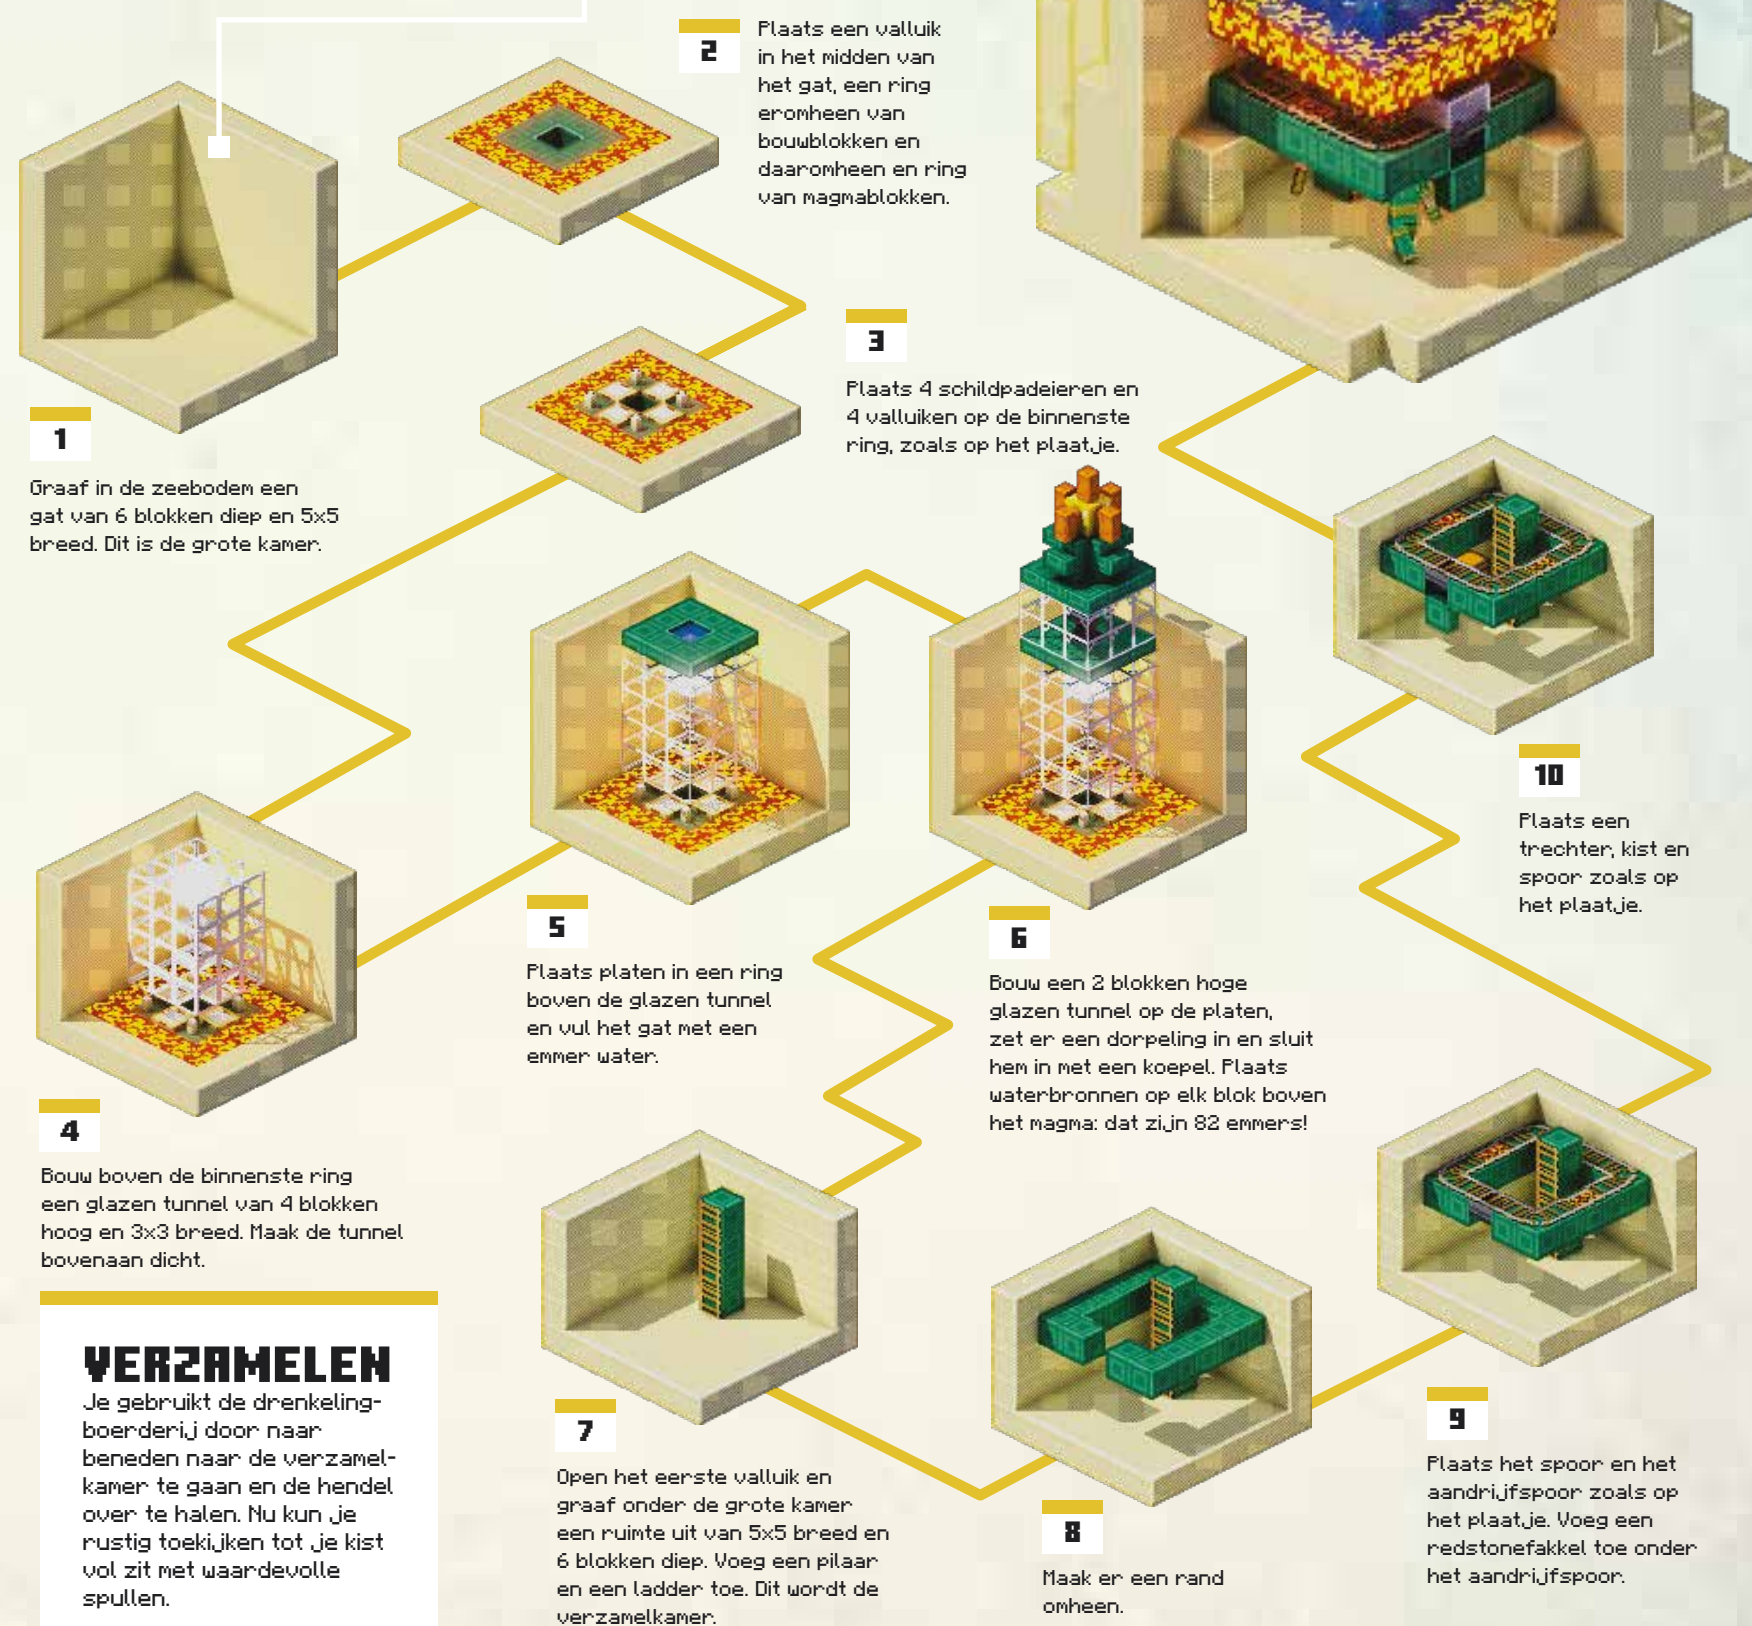 1
Graaf in de zeebodem een
gat van 6 blokken diep en 5x5
breed. Dit is de grote kamer.
2
Plaats een valluik
in het midden van
het gat, een ring
eromheen van
bouwblokken en
daaromheen en ring
van magmablokken.
3
Plaats 4 schildpadeieren en
4 valluiken op de binnenste
ring, zoals op het plaatje.
4
Bouw boven de binnenste ring
een glazen tunnel van 4 blokken
hoog en 3x3 breed. Maak de tunnel
bovenaan dicht.
5
Plaats platen in een ring
boven de glazen tunnel
en vul het gat met een
emmer water.
6
Bouw een 2 blokken hoge
glazen tunnel op de platen,
zet er een dorpeling in en sluit
hem in met een koepel. Plaats
waterbronnen op elk blok boven
het magma: dat zijn 82 emmers!
7
Open het eerste valluik en
graaf onder de grote kamer
een ruimte uit van 5x5 breed en
6 blokken diep. Voeg een pilaar
en een ladder toe. Dit wordt de
verzamelkamer.
8
Maak er een rand
omheen.
9
Plaats het spoor en het
aandrijfspoor zoals op
het plaatje. Voeg een
redstonefakkel toe onder
het aandrijfspoor.
10
Plaats een
trechter, kist en
spoor zoals op
het plaatje.
VERZAMELEN
Je gebruikt de drenkeling-
boerderij door naar
beneden naar de verzamel-
kamer te gaan en de hendel
over te halen. Nu kun je
rustig toekijken tot je kist
vol zit met waardevolle
spullen.